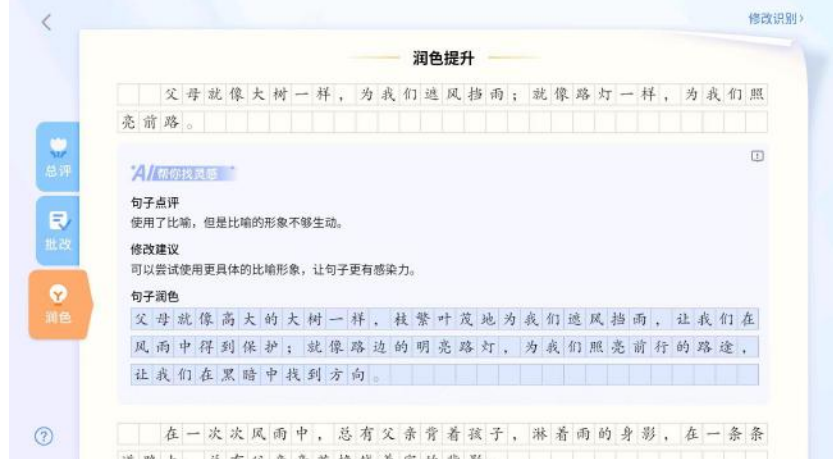 修改识别>
润色提升
父母就像大树一样，为我们遮风挡雨；就像路灯一样，为我们照
亮前路。
总评
AI帮你找灵感
句子点评
使用了比喻，但是比喻的形象不够生动。
批改
修改建议
可以尝试使用更具体的比喻形象，让句子更有感染力。
句子润色
润色
父母就像高大的大树一样，枝繁叶茂地为我们遮风挡雨，让我们在
风雨中得到保护；就像路边的明亮路灯，为我们照亮前行的路途，
让我们在黑暗中找到方向。
在一次次风雨中，总有父亲背着孩子，淋着雨的身影，在一条条